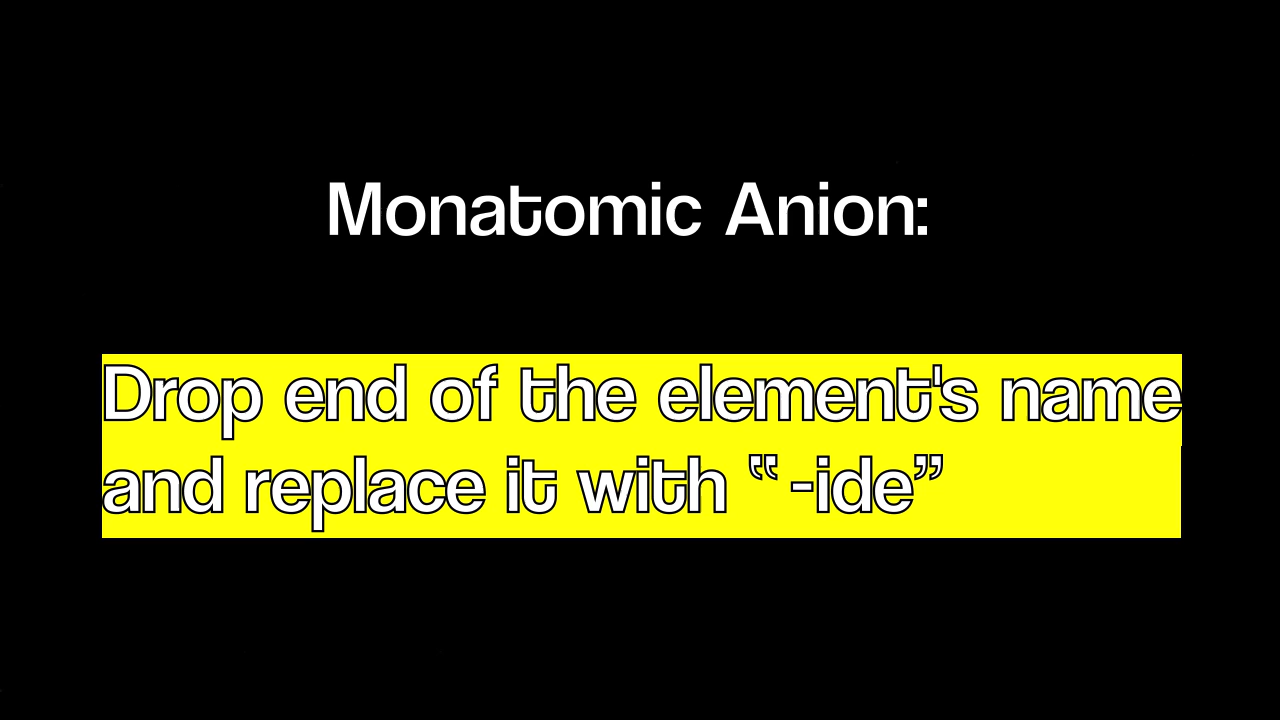 Monatomic Anion:
Drop end of the element's name
and replace it with “-ide”